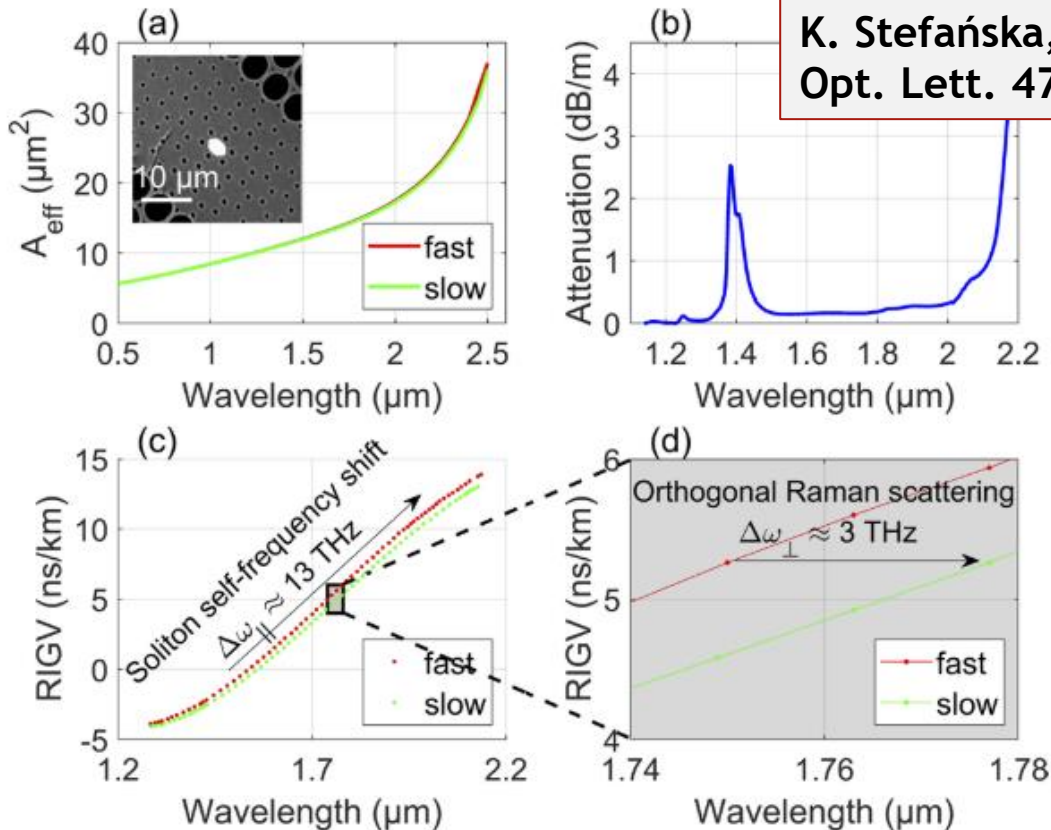 K. Stefańska,
Opt. Lett. 47
(a)
40
30
20
10
0
A_eff (µm²)
10 µm
fast
slow
0.5 1 1.5 2 2.5
Wavelength (µm)
(b)
4
3
2
1
0
Attenuation (dB/m)
1.2 1.4 1.6 1.8 2 2.2
Wavelength (µm)
(c)
15
10
5
0
-5
RIGV (ns/km)
Soliton self-frequency shift
Δω_∥ ≈ 13 THz
fast
slow
1.2 1.7 2.2
Wavelength (µm)
(d)
6
5
4
RIGV (ns/km)
Orthogonal Raman scattering
Δω_⊥ ≈ 3 THz
fast
slow
1.74 1.76 1.78
Wavelength (µm)